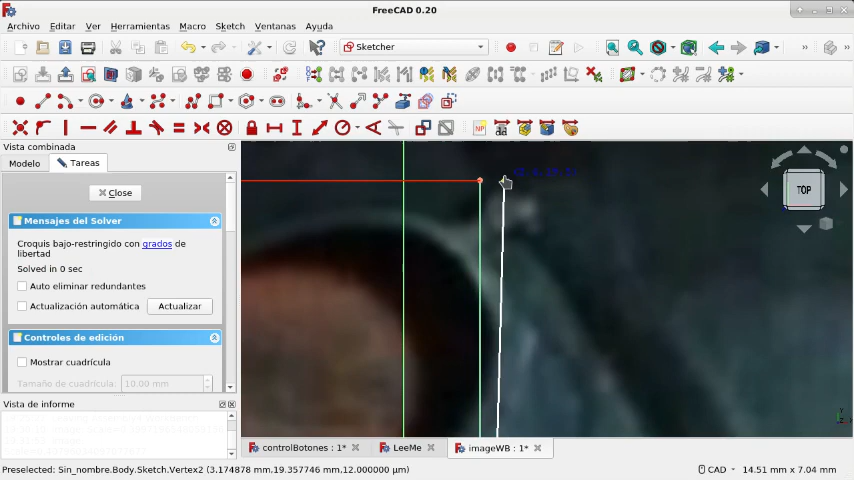 FreeCAD 0.20
Archivo Editar Ver Herramientas Macro Sketch Ventanas Ayuda
Sketcher
Vista combinada
Modelo Tareas
Close
Mensajes del Solver
Croquis bajo-restringido con grados de
libertad
Solved in 0 sec
Auto eliminar redundantes
Actualización automática Actualizar
Controles de edición
Mostrar cuadrícula
Tamaño de cuadrícula: 10.00 mm
Vista de informe
TOP
controlBotones : 1* LeeMe imageWB : 1*
Preselected: Sin_nombre.Body.Sketch.Vertex2 (3.174878 mm,19.357746 mm,12.000000 µm) CAD 14.51 mm x 7.04 mm